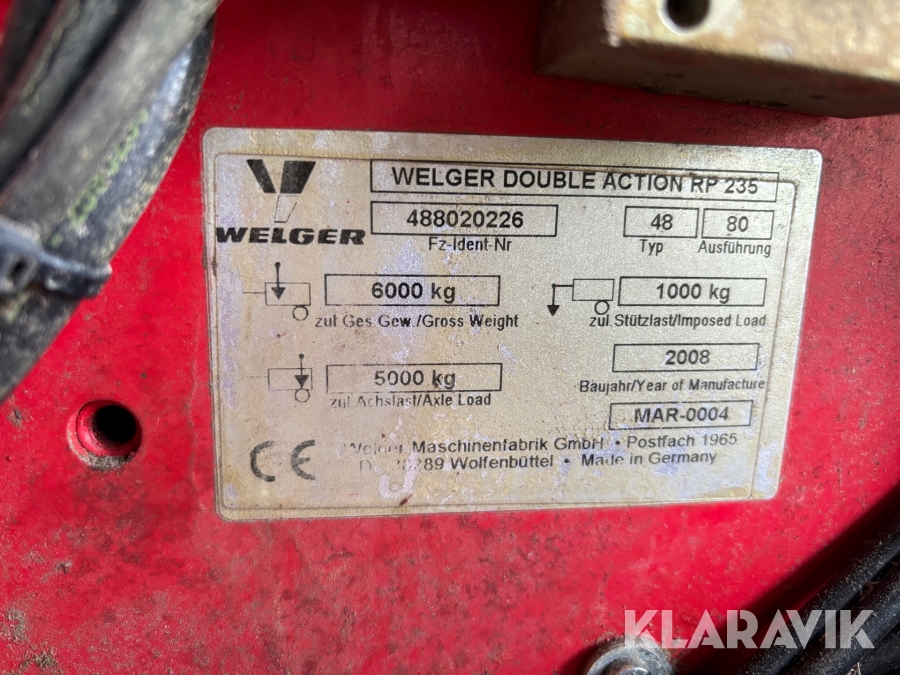 WELGER DOUBLE ACTION RP 235
WELGER
488020226
Fz-Ident-Nr
48
Typ
80
Ausführung
6000 kg
zul Ges Gew./Gross Weight
1000 kg
zul.Stützlast/Imposed Load
5000 kg
zul.Achslast/Axle Load
2008
Baujahr/Year of Manufacture
MAR-0004
CE
Welger Maschinenfabrik GmbH • Postfach 1965
Wolfenbüttel • Made in Germany
KLARAVIK